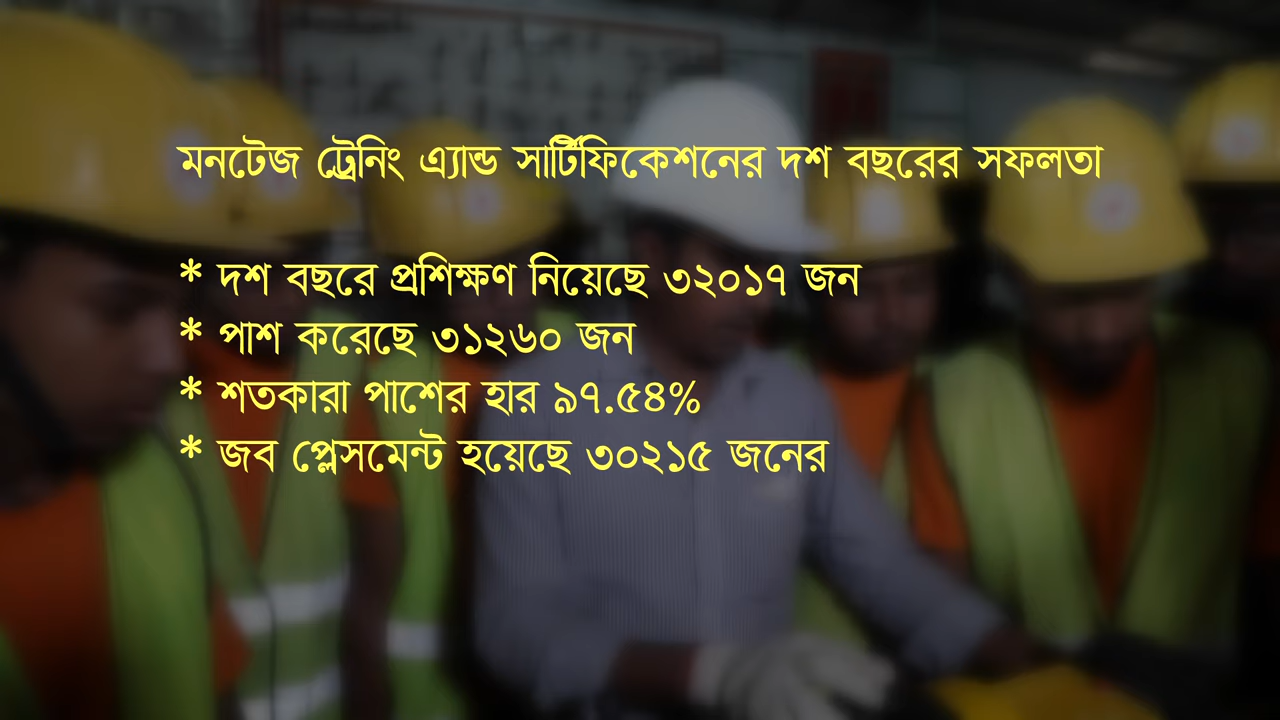 মনটেজ ট্রেনিং এ্যান্ড সার্টিফিকেশনের দশ বছরের সফলতা
* দশ বছরে প্রশিক্ষণ নিয়েছে ৩২০১৭ জন
* পাশ করেছে ৩১২৬০ জন
* শতকারা পাশের হার ৯৭.৫৪%
* জব প্লেসমেন্ট হয়েছে ৩০২১৫ জনের